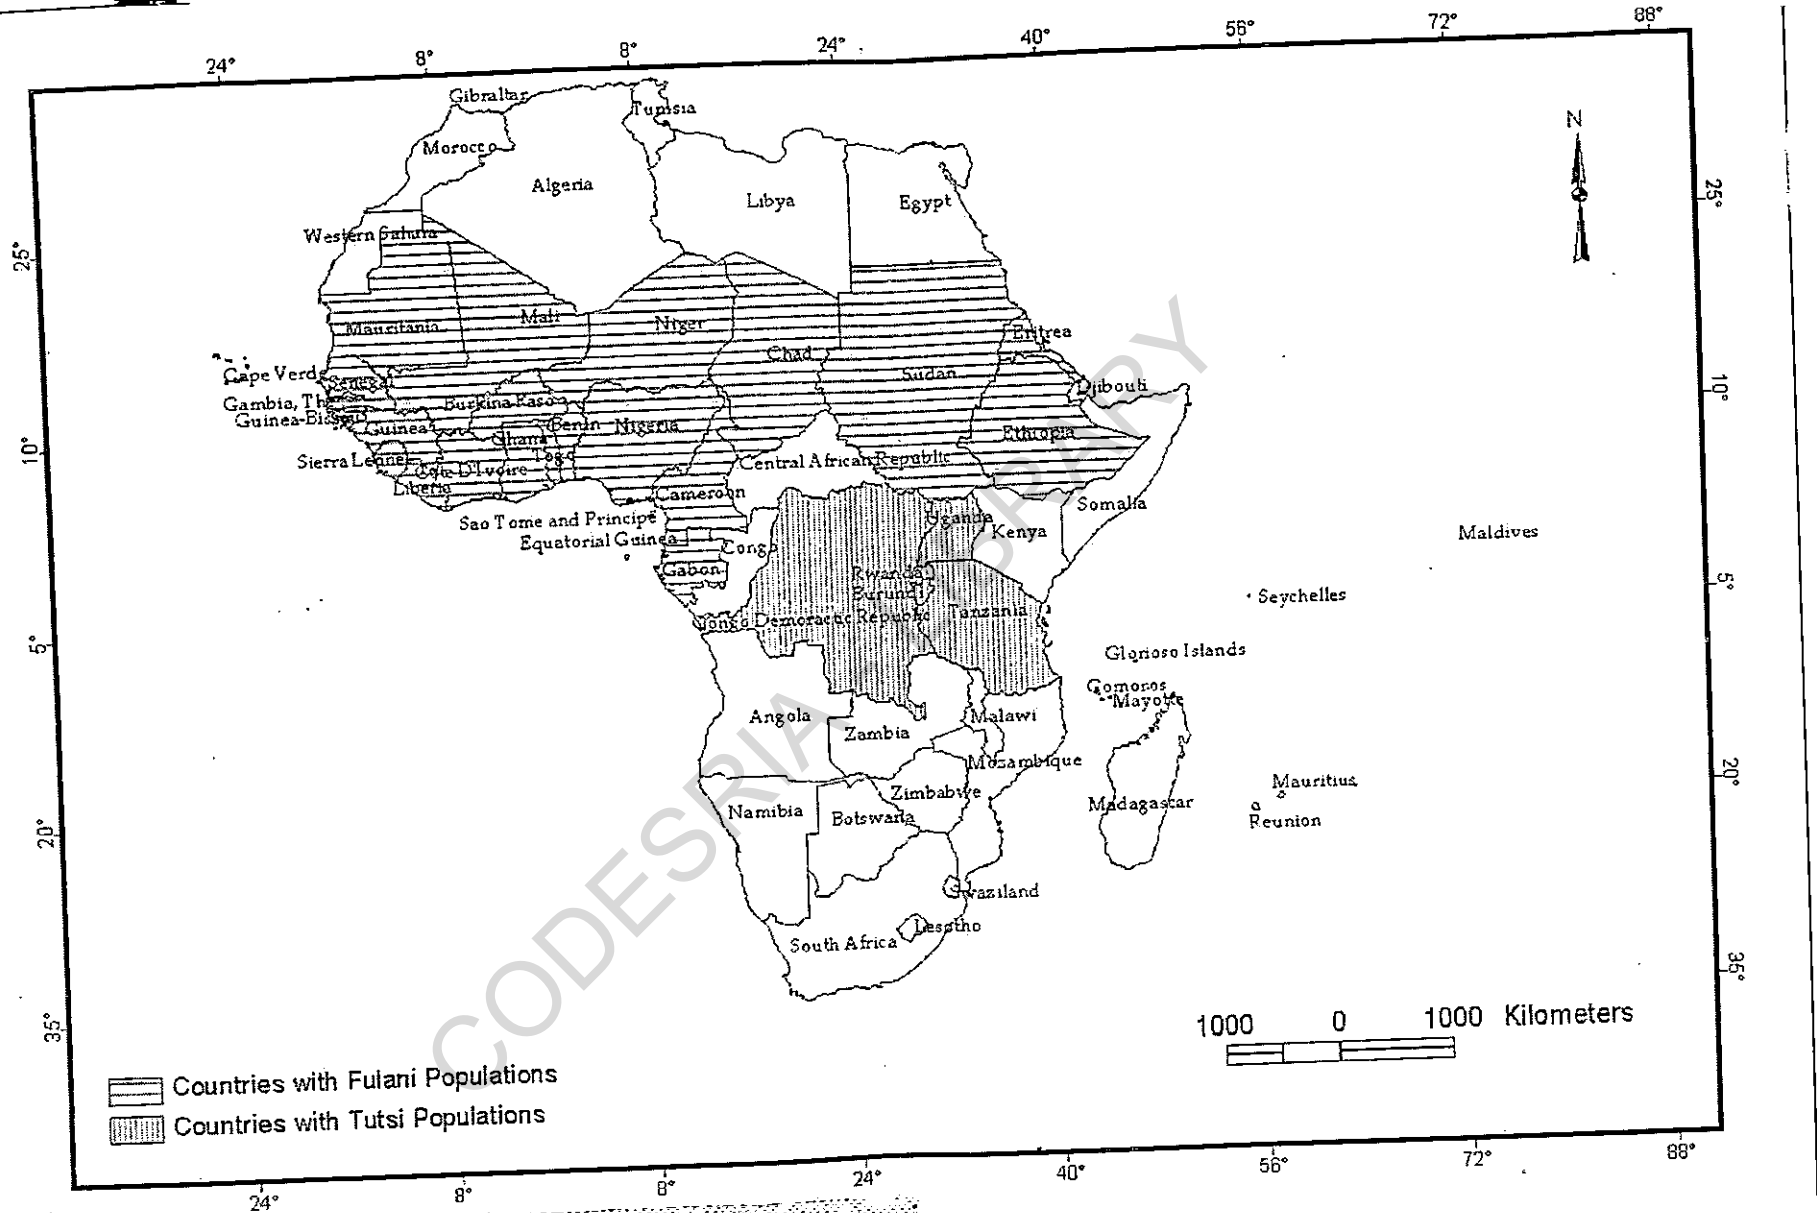 24° 8° 8° 24° 40° 56° 72° 88°
Gibraltar
Tunisia
Morocco
Algeria
Libya
Egypt
N
25°
25°
Western Sahara
Mauritania
Mali
Niger
Chad
Sudan
Eritrea
Cape Verde
Senegal
Djibouti
10°
Gambia, The
Burkina Faso
Guinea-Bissau
Guinea
Benin
Nigeria
Ghana
Ethiopia
10°
Sierra Leone
Togo
Cote D'Ivoire
Central African Republic
Liberia
Cameroon
Somalia
Sao Tome and Principe
Uganda
Kenya
Maldives
Equatorial Guinea
Congo
Gabon
Rwanda
Burundi
5°
Seychelles
Congo Demoractic Republic
Tanzania
5°
Glorioso Islands
Comoros
Mayotte
Angola
Zambia
Malawi
Mozambique
20°
Mauritius
Namibia
Botswana
Zimbabwe
Madagascar
Reunion
20°
Swaziland
Lesotho
South Africa
36°
35°
1000 0 1000 Kilometers
Countries with Fulani Populations
Countries with Tutsi Populations
24° 8° 8° 24° 40° 56° 72° 88°
CODESRIA - LIBRARY